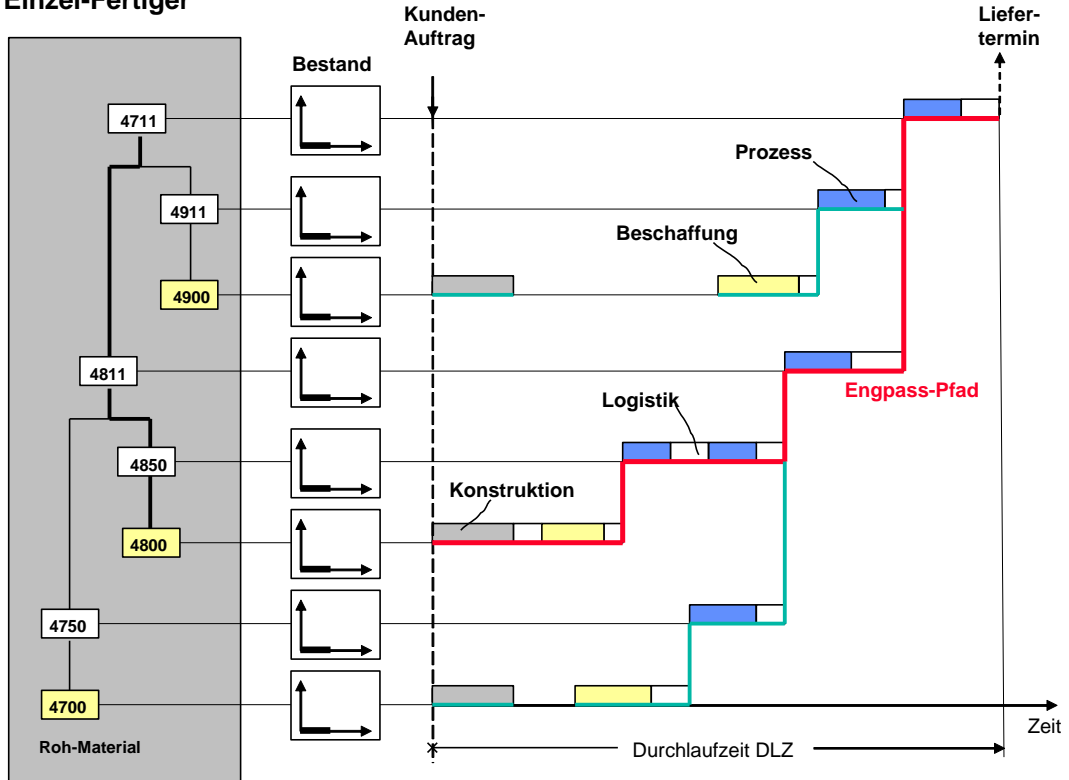 Einzel-Fertiger
Kunden-
Auftrag
Liefer-
termin
Bestand
4711
Prozess
4911
Beschaffung
4900
4811
Engpass-Pfad
Logistik
4850
Konstruktion
4800
4750
4700
Zeit
Roh-Material
Durchlaufzeit DLZ